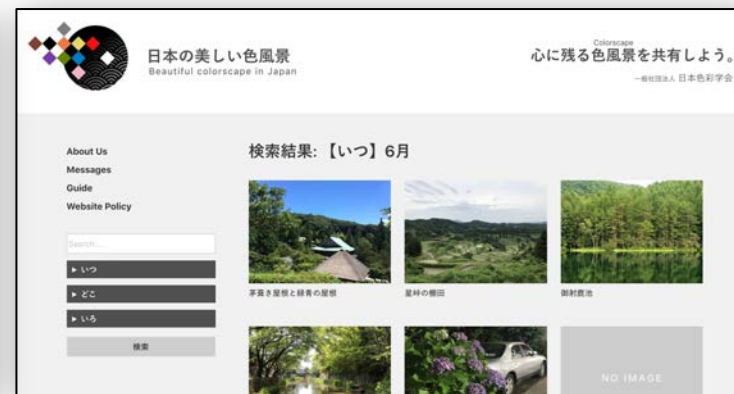 日本の美しい色風景
Beautiful colorscape in Japan
Colorscape
心に残る色風景を共有しよう。
一般社団法人 日本色彩学会
About Us
Messages
Guide
Website Policy
Search...
▶ いつ
▶ どこ
▶ いろ
検索
検索結果: 【いつ】6月
茅葺き屋根と緑青の屋根
星峠の棚田
御射鹿池
NO IMAGE